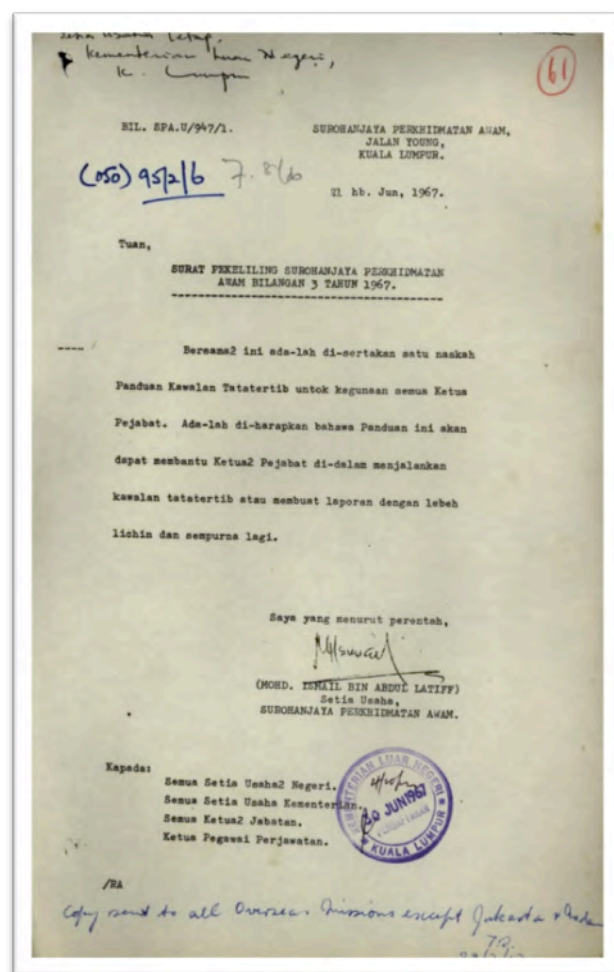 Setia Usaha Tetap,
Kementerian Luar Negeri,
K. Lumpur
61
BIL. SPA.U/947/1.
SUROHANJAYA PERKHIDMATAN AWAM,
JALAN YOUNG,
KUALA LUMPUR.
(050) 95/2/6
21 hb. Jun, 1967.
Tuan,
SURAT PEKELILING SUROHANJAYA PERKHIDMATAN
AWAM BILANGAN 3 TAHUN 1967.
Bersama2 ini ada-lah di-sertakan satu naskah
Panduan Kawalan Tatatertib untok kegunaan semua Ketua
Pejabat. Ada-lah di-harapkan bahawa Panduan ini akan
dapat membantu Ketua2 Pejabat di-dalam menjalankan
kawalan tatatertib atau membuat laporan dengan lebeh
lichin dan sempurna lagi.
Saya yang menurut perentah,
(MOHD. ISMAIL BIN ABDUL LATIFF)
Setia Usaha,
SUROHANJAYA PERKHIDMATAN AWAM.
Kapada:
Semua Setia Usaha2 Negeri.
Semua Setia Usaha Kementerian.
Semua Ketua2 Jabatan.
Ketua Pegawai Perjawatan.
KEMENTERIAN LUAR NEGERI
30 JUN 1967
KUALA LUMPUR
/RA
Copy sent to all Overseas Missions except Jakarta &